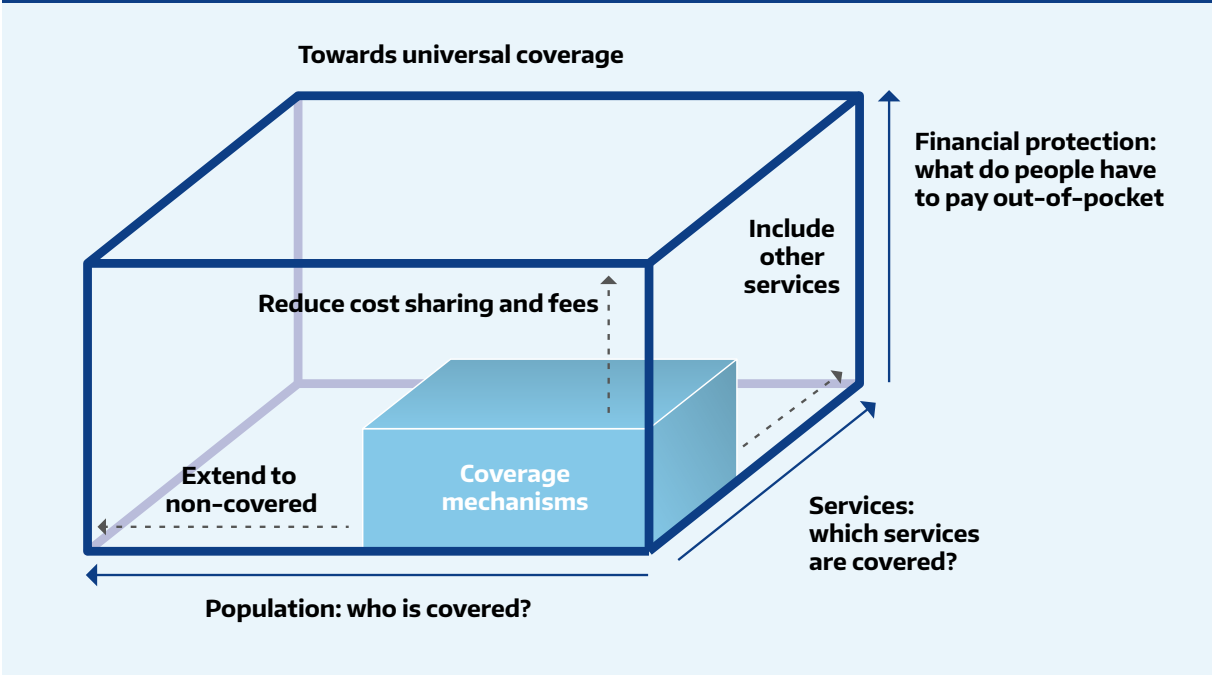 Towards universal coverage
Financial protection:
what do people have
to pay out-of-pocket
Include
other
services
Reduce cost sharing and fees
Extend to
non-covered
Coverage
mechanisms
Services:
which services
are covered?
Population: who is covered?